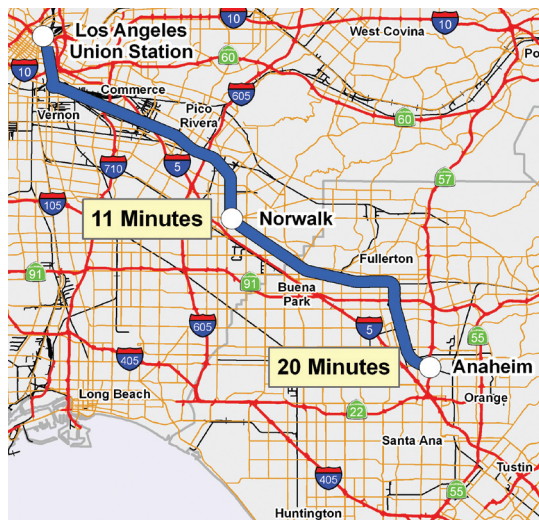 10
Los Angeles
Union Station
West Covina
10
60
10
Commerce
Vernon
Pico
Rivera
605
60
710
5
57
105
11 Minutes
Norwalk
91
91
Fullerton
Buena
Park
605
5
55
405
20 Minutes
Anaheim
Long Beach
Orange
22
Santa Ana
405
Tustin
55
Huntington